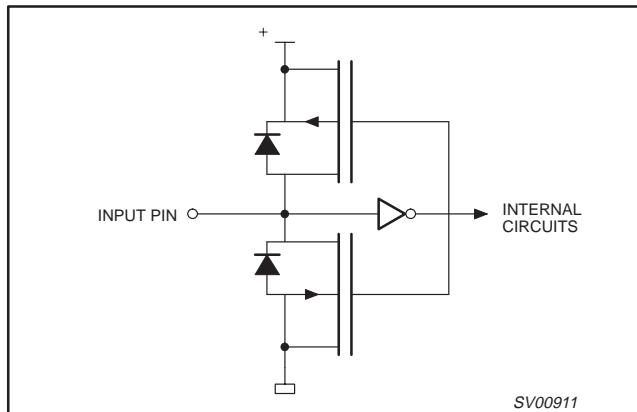 +
INPUT PIN
INTERNAL
CIRCUITS
SV00911